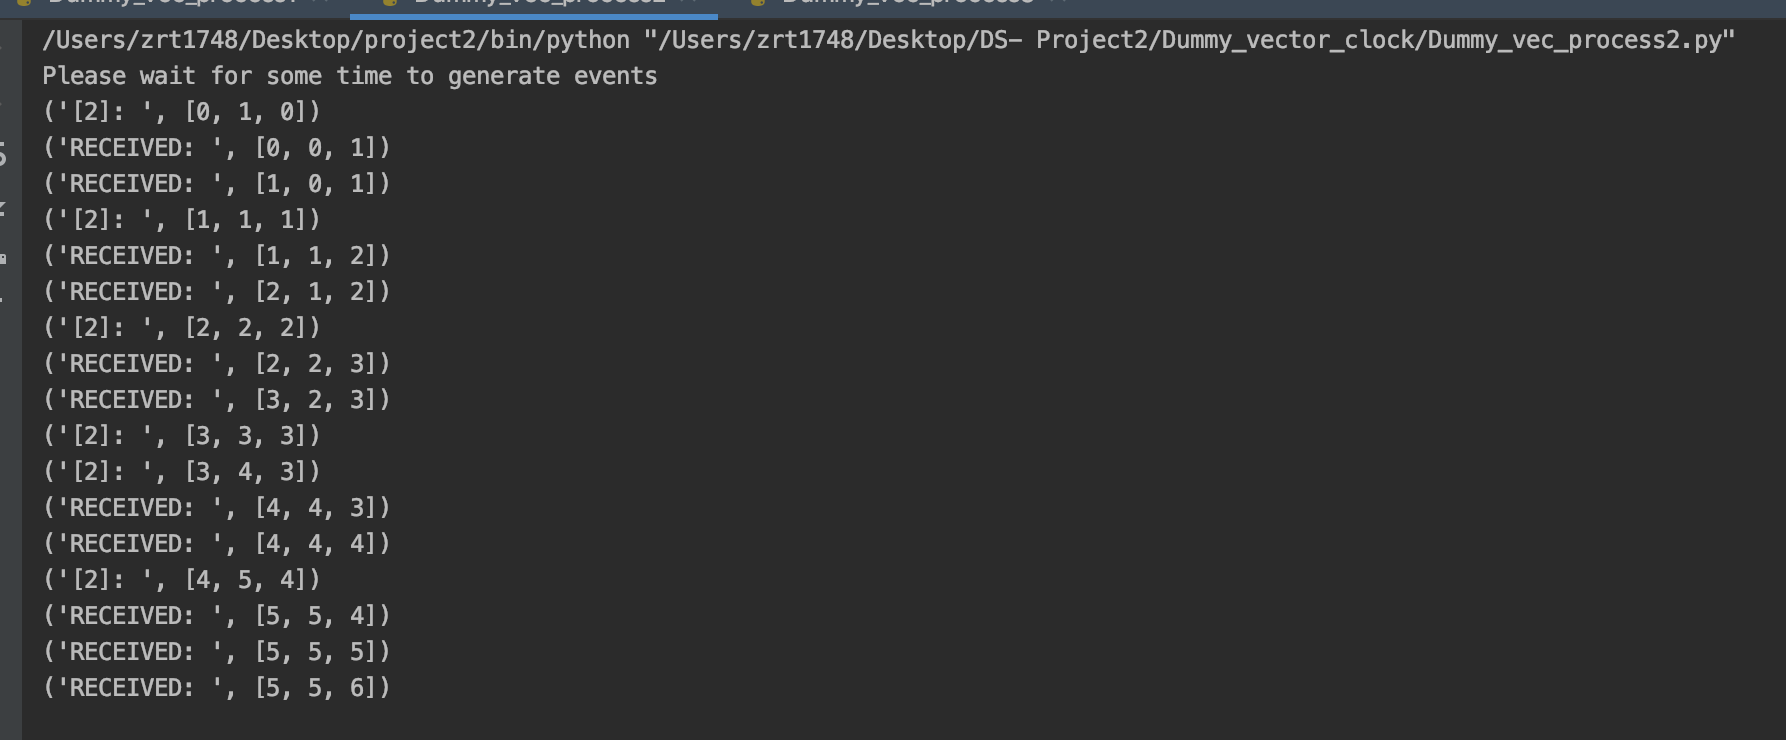 /Users/zrt1748/Desktop/project2/bin/python "/Users/zrt1748/Desktop/DS- Project2/Dummy_vector_clock/Dummy_vec_process2.py"
Please wait for some time to generate events
('[2]: ', [0, 1, 0])
('RECEIVED: ', [0, 0, 1])
('RECEIVED: ', [1, 0, 1])
('[2]: ', [1, 1, 1])
('RECEIVED: ', [1, 1, 2])
('RECEIVED: ', [2, 1, 2])
('[2]: ', [2, 2, 2])
('RECEIVED: ', [2, 2, 3])
('RECEIVED: ', [3, 2, 3])
('[2]: ', [3, 3, 3])
('[2]: ', [3, 4, 3])
('RECEIVED: ', [4, 4, 3])
('RECEIVED: ', [4, 4, 4])
('[2]: ', [4, 5, 4])
('RECEIVED: ', [5, 5, 4])
('RECEIVED: ', [5, 5, 5])
('RECEIVED: ', [5, 5, 6])